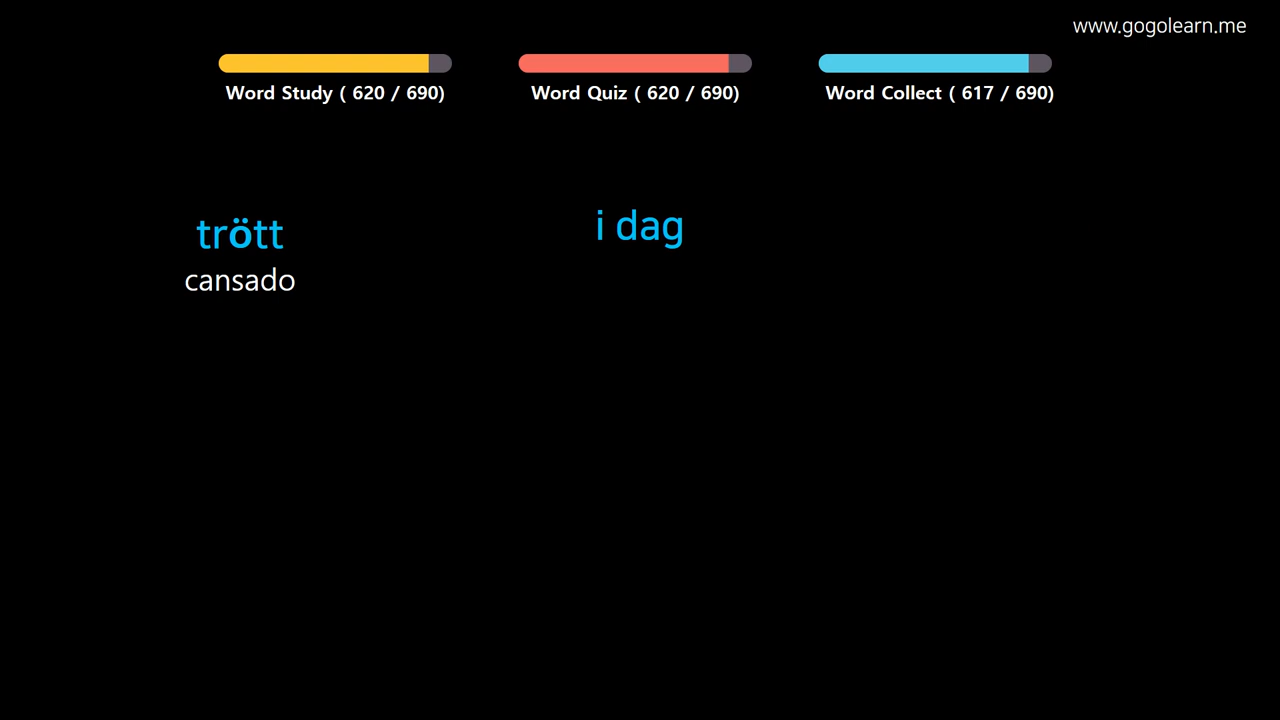 www.gogolearn.me
Word Study ( 620 / 690)
Word Quiz ( 620 / 690)
Word Collect ( 617 / 690)
trött
cansado
i dag